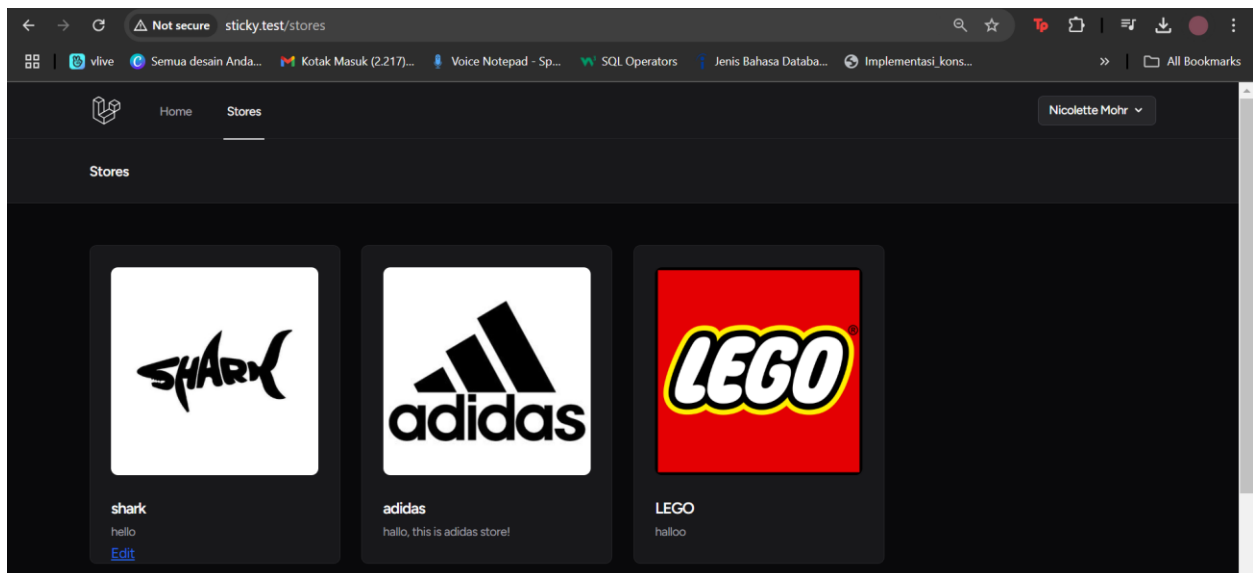 Not secure sticky.test/stores
Tp
vlive Semua desain Anda... Kotak Masuk (2.217)... Voice Notepad - Sp... SQL Operators Jenis Bahasa Databa... Implementasi_kons... » All Bookmarks
Home Stores Nicolette Mohr
Stores
SHARK
adidas
LEGO®
shark adidas LEGO
hello hallo, this is adidas store! halloo
Edit